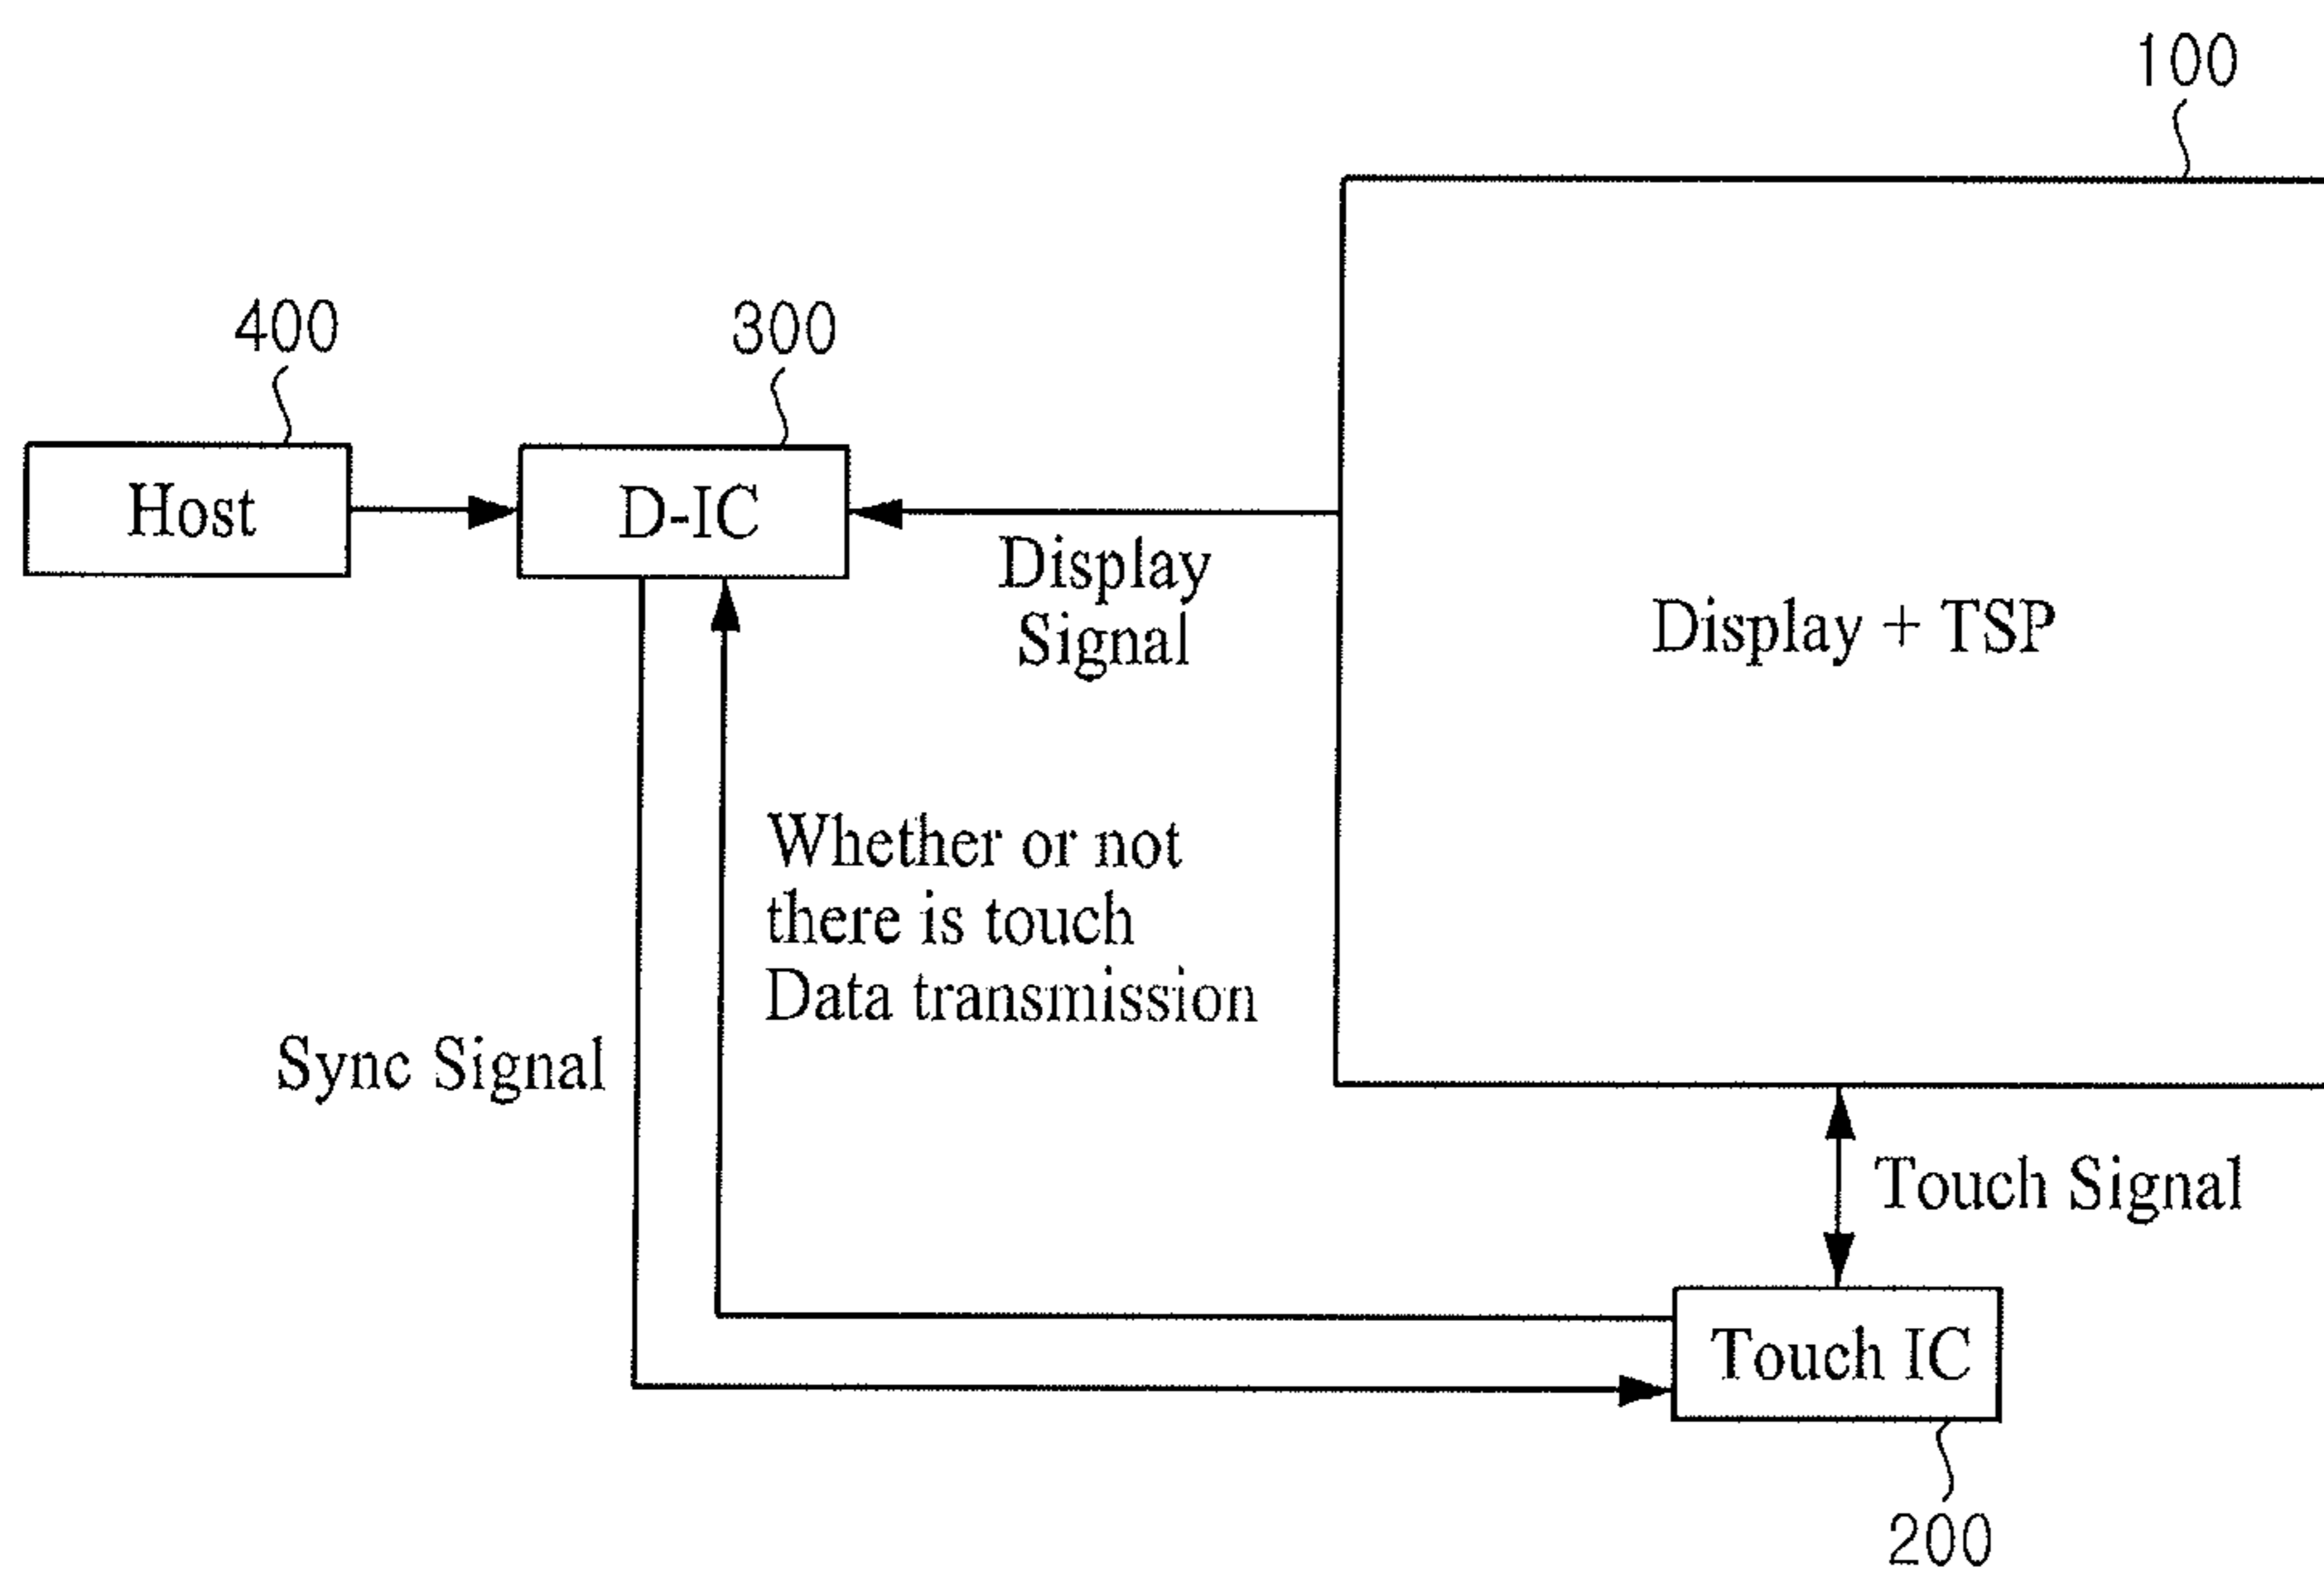 100
400
300
Host
D-IC
Display
Signal
Display + TSP
Whether or not
there is touch
Data transmission
Sync Signal
Touch Signal
Touch IC
200